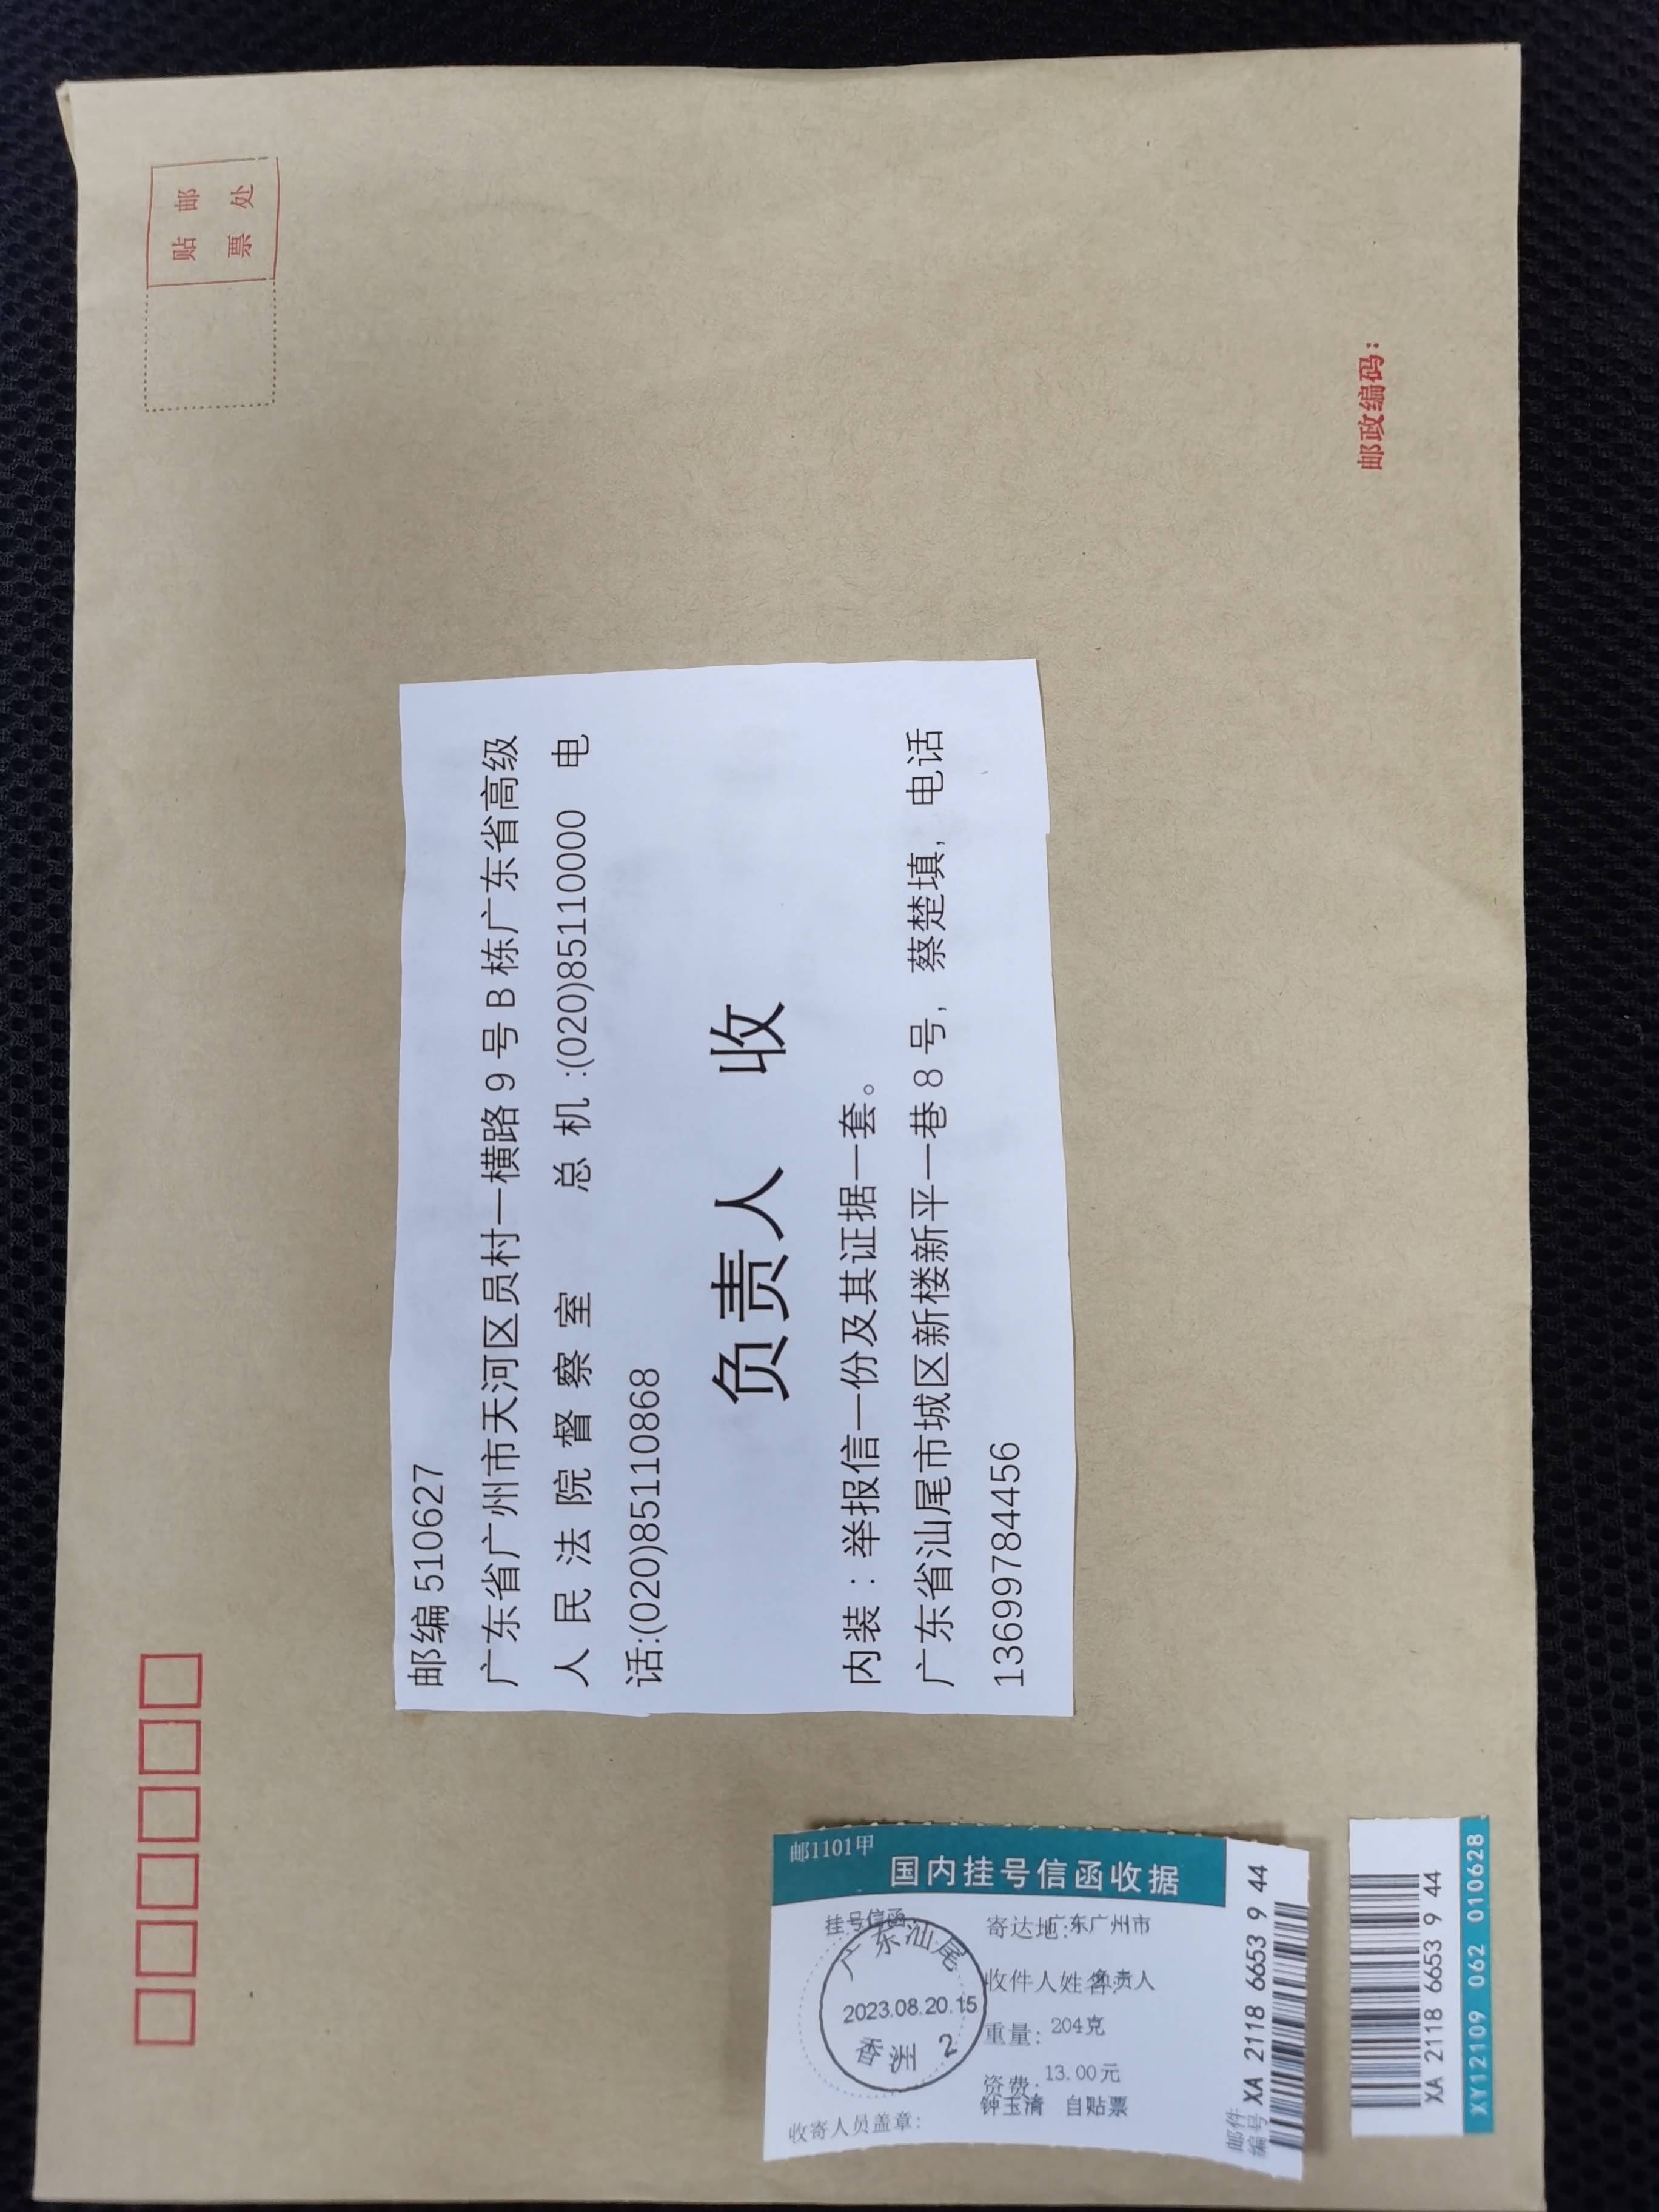 贴 邮
票 处
邮编 510627
广东省广州市天河区员村一横路 9 号 B 栋广东省高级
人 民 法 院 督 察 室 总 机 :(020)85110000 电
话:(020)85110868
负责人 收
内装：举报信一份及其证据一套。
广东省汕尾市城区新楼新平一巷 8 号， 蔡楚填，电话
13699784456
邮政编码：
邮1101甲
国内挂号信函收据
挂号信函
广东汕尾
2023.08.20.15
香洲 2
寄达地:广东广州市
收件人姓名:负责人
重量: 204克
资费: 13.00元
钟玉清 自贴票
收寄人员盖章:
邮件
编号 XA 2118 6653 9 44
XA 2118 6653 9 44
XY12109 062 010628